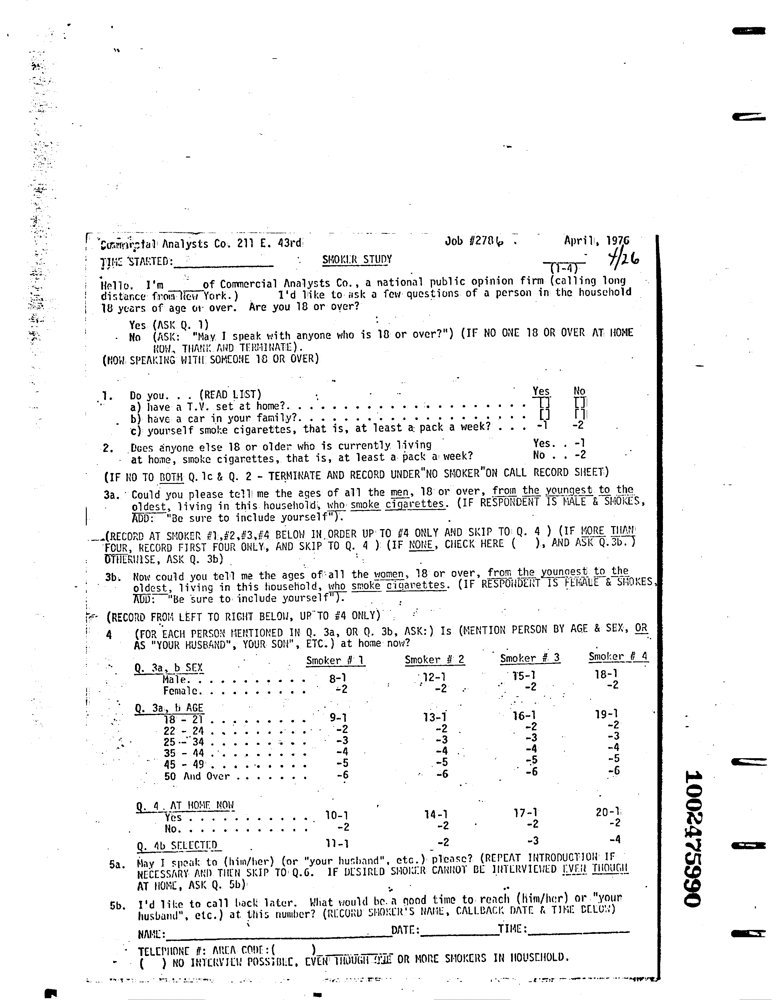 Commercial Analysts Co. 211 E. 43rd Job #2786 . April, 1976
TIME STARTED: SMOKER STUDY (1-4) 4/26
Hello. I'm ____ of Commercial Analysts Co., a national public opinion firm (calling long
distance from New York.) I'd like to ask a few questions of a person in the household
18 years of age or over. Are you 18 or over?
Yes (ASK Q. 1)
No (ASK: "May I speak with anyone who is 18 or over?") (IF NO ONE 18 OR OVER AT HOME
NOW, THANK AND TERMINATE).
(NOW SPEAKING WITH SOMEONE 18 OR OVER)
1. Do you. . . (READ LIST) Yes No
a) have a T.V. set at home?. . . . . . . . . . . . . . . . . . . . . . [] []
b) have a car in your family?. . . . . . . . . . . . . . . . . . . . . [] []
c) yourself smoke cigarettes, that is, at least a pack a week? . . . -1 -2
2. Does anyone else 18 or older who is currently living Yes. . -1
at home, smoke cigarettes, that is, at least a pack a week? No . . -2
(IF NO TO BOTH Q. 1c & Q. 2 - TERMINATE AND RECORD UNDER "NO SMOKER" ON CALL RECORD SHEET)
3a. Could you please tell me the ages of all the men, 18 or over, from the youngest to the
oldest, living in this household, who smoke cigarettes. (IF RESPONDENT IS MALE & SMOKES,
ADD: "Be sure to include yourself").
(RECORD AT SMOKER #1,#2,#3,#4 BELOW IN ORDER UP TO #4 ONLY AND SKIP TO Q. 4 ) (IF MORE THAN
FOUR, RECORD FIRST FOUR ONLY, AND SKIP TO Q. 4 ) (IF NONE, CHECK HERE ( ), AND ASK Q.3b.)
OTHERWISE, ASK Q. 3b)
3b. Now could you tell me the ages of all the women, 18 or over, from the youngest to the
oldest, living in this household, who smoke cigarettes. (IF RESPONDENT IS FEMALE & SMOKES,
ADD: "Be sure to include yourself").
(RECORD FROM LEFT TO RIGHT BELOW, UP TO #4 ONLY)
4 (FOR EACH PERSON MENTIONED IN Q. 3a, OR Q. 3b, ASK:) Is (MENTION PERSON BY AGE & SEX, OR
AS "YOUR HUSBAND", YOUR SON", ETC.) at home now?
Smoker # 1 Smoker # 2 Smoker # 3 Smoker # 4
Q. 3a, b SEX
Male. . . . . . . . . . . 8-1 12-1 15-1 18-1
Female. . . . . . . . . . -2 -2 -2 -2
Q. 3a, b AGE
18 - 21 . . . . . . . . . 9-1 13-1 16-1 19-1
22 - 24 . . . . . . . . . -2 -2 -2 -2
25 - 34 . . . . . . . . . -3 -3 -3 -3
35 - 44 . . . . . . . . . -4 -4 -4 -4
45 - 49 . . . . . . . . . -5 -5 -5 -5
50 And Over . . . . . . . -6 -6 -6 -6
Q. 4 . AT HOME NOW
Yes . . . . . . . . . . . 10-1 14-1 17-1 20-1
No. . . . . . . . . . . . -2 -2 -2 -2
Q. 4b SELECTED 11-1 -2 -3 -4
5a. May I speak to (him/her) (or "your husband", etc.) please? (REPEAT INTRODUCTION IF
NECESSARY AND THEN SKIP TO Q.6. IF DESIRED SMOKER CANNOT BE INTERVIEWED EVEN THOUGH
AT HOME, ASK Q. 5b)
5b. I'd like to call back later. What would be a good time to reach (him/her) or "your
husband", etc.) at this number? (RECORD SMOKER'S NAME, CALLBACK DATE & TIME BELOW)
NAME: DATE: TIME:
TELEPHONE #: AREA CODE:( )
( ) NO INTERVIEW POSSIBLE, EVEN THOUGH ONE OR MORE SMOKERS IN HOUSEHOLD.
1002475990